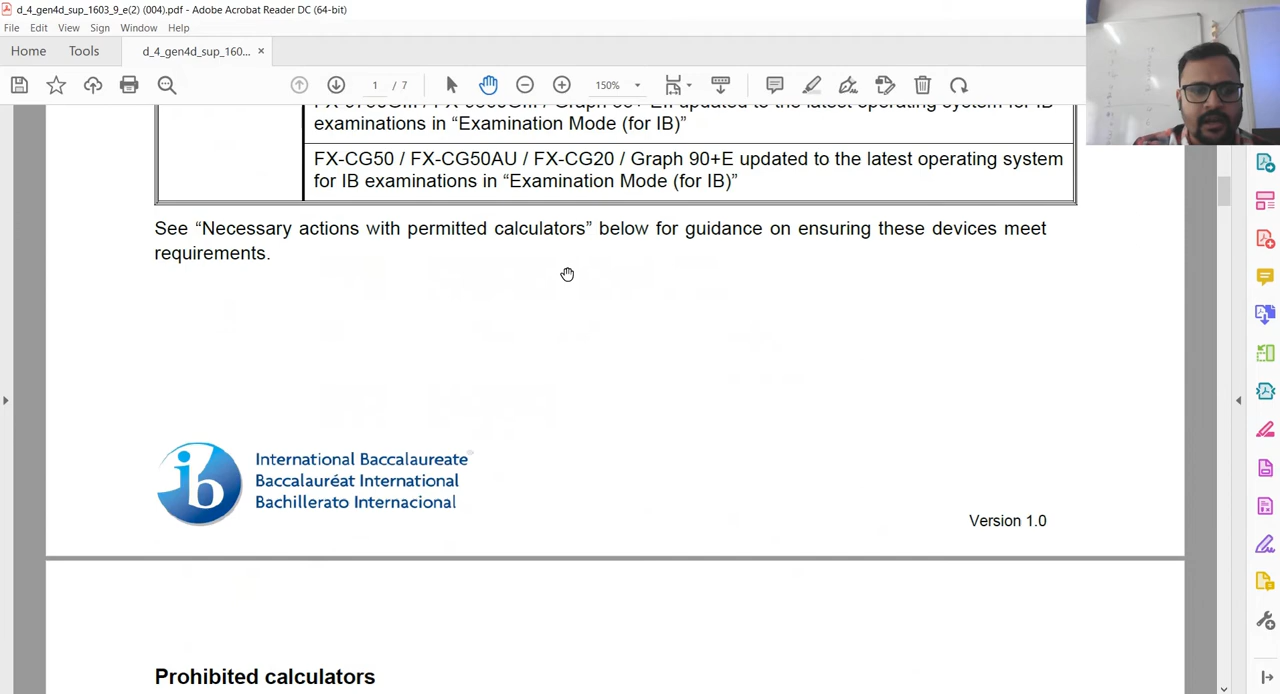 d_4_gen4d_sup_1603_9_e(2) (004).pdf - Adobe Acrobat Reader DC (64-bit)
File Edit View Sign Window Help
Home Tools d_4_gen4d_sup_160... ×
1 / 7 150%
examinations in “Examination Mode (for IB)”
FX-CG50 / FX-CG50AU / FX-CG20 / Graph 90+E updated to the latest operating system
for IB examinations in “Examination Mode (for IB)”
See “Necessary actions with permitted calculators” below for guidance on ensuring these devices meet
requirements.
ib
International Baccalaureate
Baccalauréat International
Bachillerato Internacional
Version 1.0
Prohibited calculators